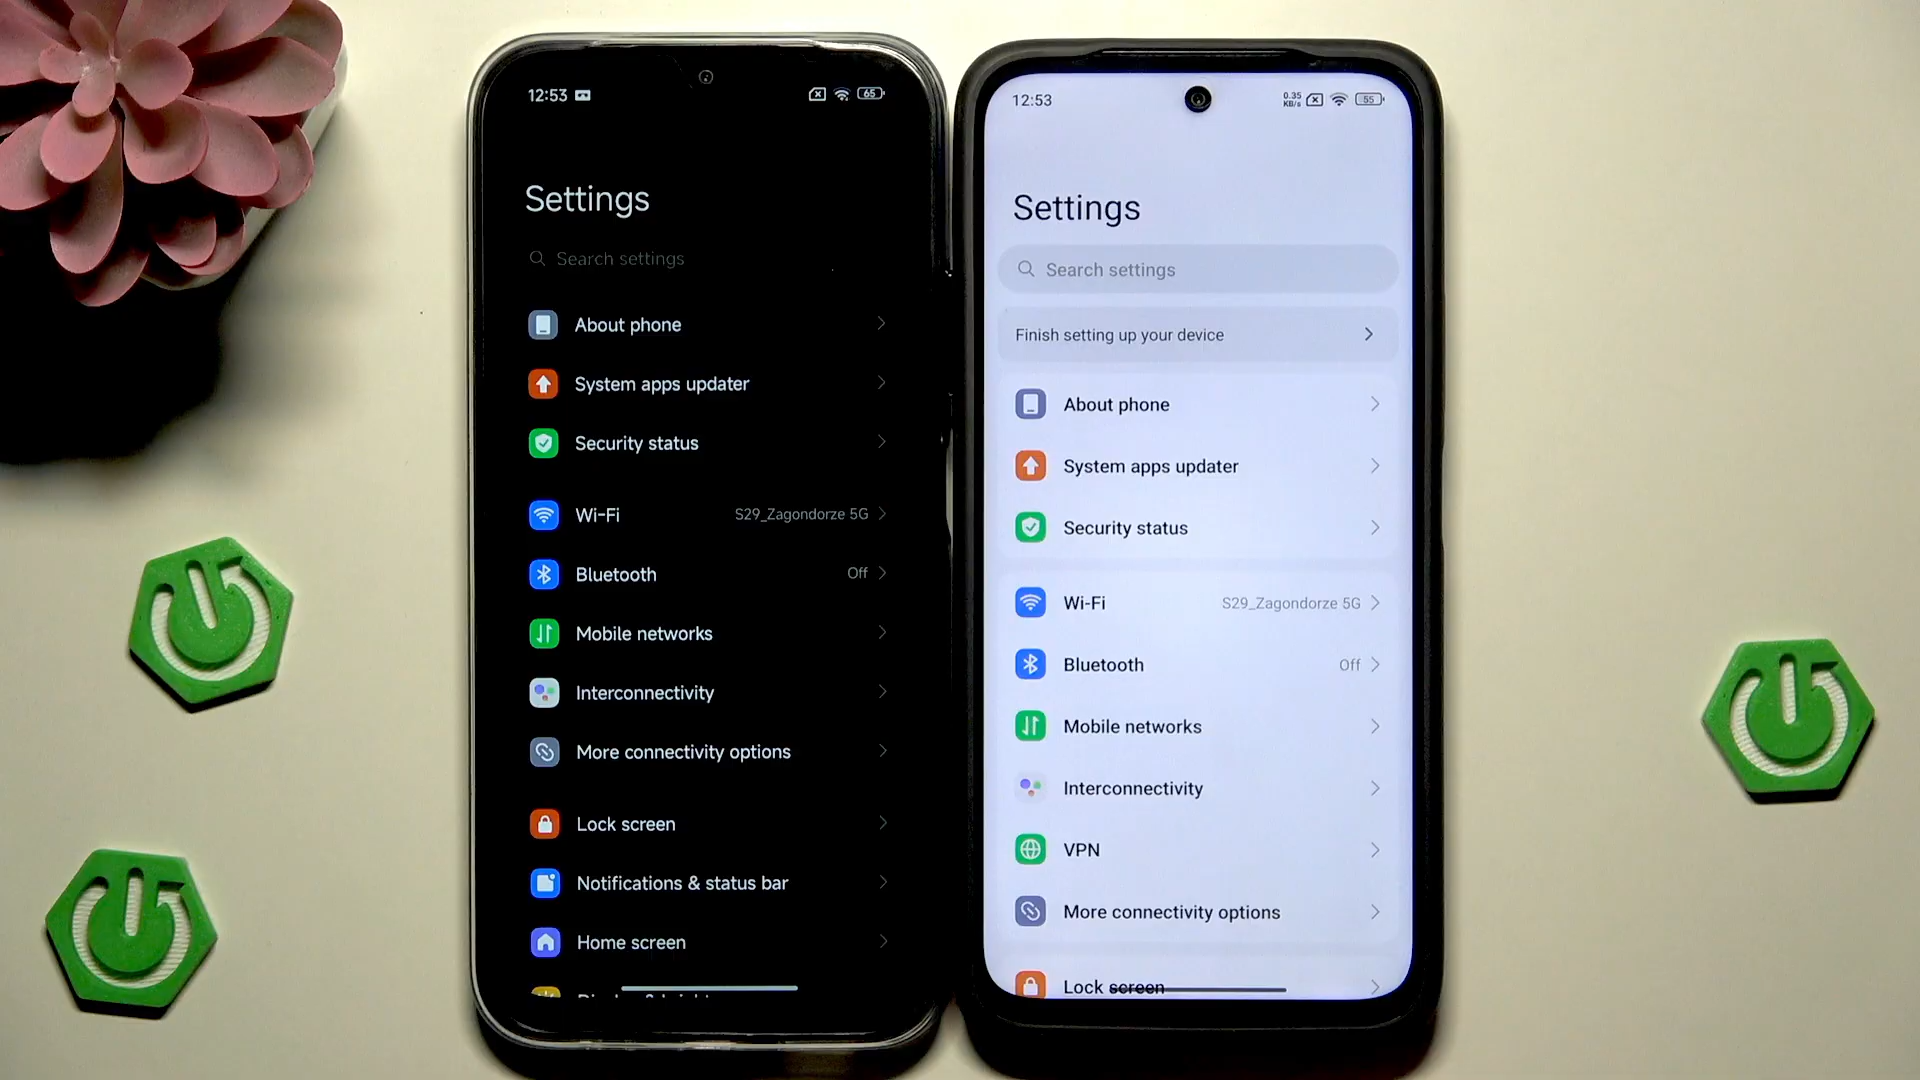 12:53
65
Settings
Search settings
About phone
System apps updater
Security status
Wi-Fi S29_Zagondorze 5G
Bluetooth Off
Mobile networks
Interconnectivity
More connectivity options
Lock screen
Notifications & status bar
Home screen
12:53
0.35 KB/s 55
Settings
Search settings
Finish setting up your device
About phone
System apps updater
Security status
Wi-Fi S29_Zagondorze 5G
Bluetooth Off
Mobile networks
Interconnectivity
VPN
More connectivity options
Lock screen